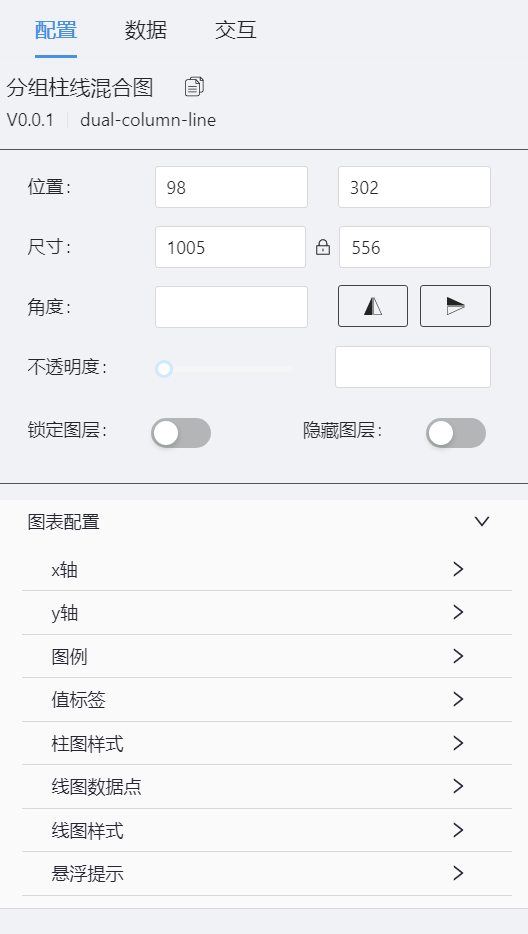 配置 数据 交互
分组柱线混合图
V0.0.1 dual-column-line
位置: 98 302
尺寸: 1005 556
角度:
不透明度:
锁定图层: 隐藏图层:
图表配置
x轴
y轴
图例
值标签
柱图样式
线图数据点
线图样式
悬浮提示